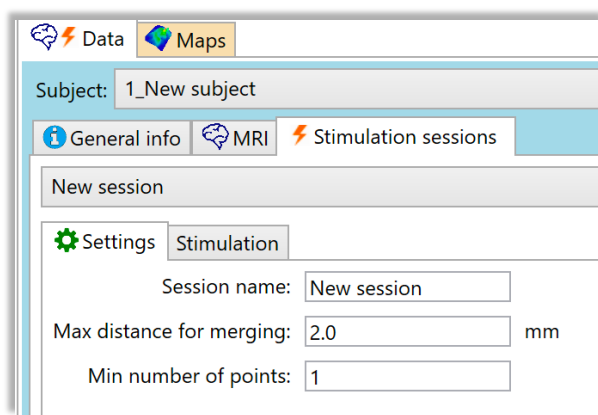 Data Maps
Subject: 1_New subject
General info MRI Stimulation sessions
New session
Settings Stimulation
Session name: New session
Max distance for merging: 2.0 mm
Min number of points: 1